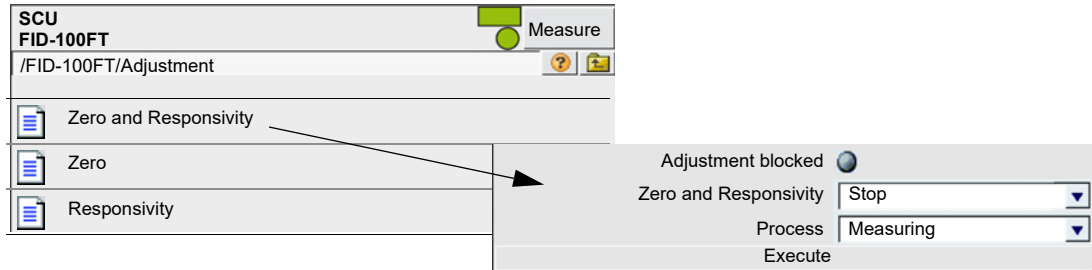 SCU
FID-100FT
Measure
/FID-100FT/Adjustment
?
Zero and Responsivity
Zero
Responsivity
Adjustment blocked
Zero and Responsivity Stop
Process Measuring
Execute